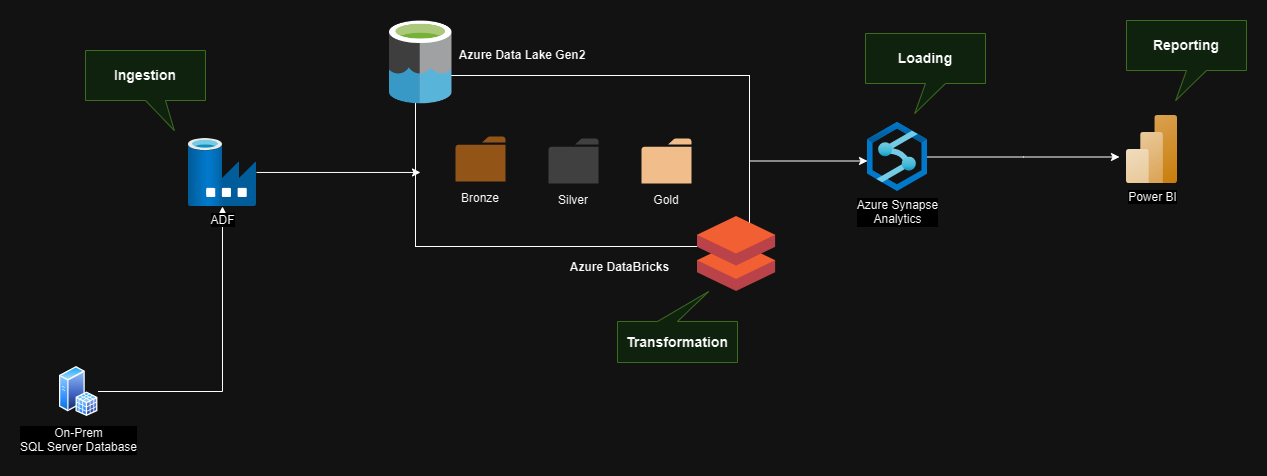 Ingestion
Azure Data Lake Gen2
Loading
Reporting
ADF
Bronze
Silver
Gold
Azure Synapse
Analytics
Power BI
Azure DataBricks
Transformation
On-Prem
SQL Server Database